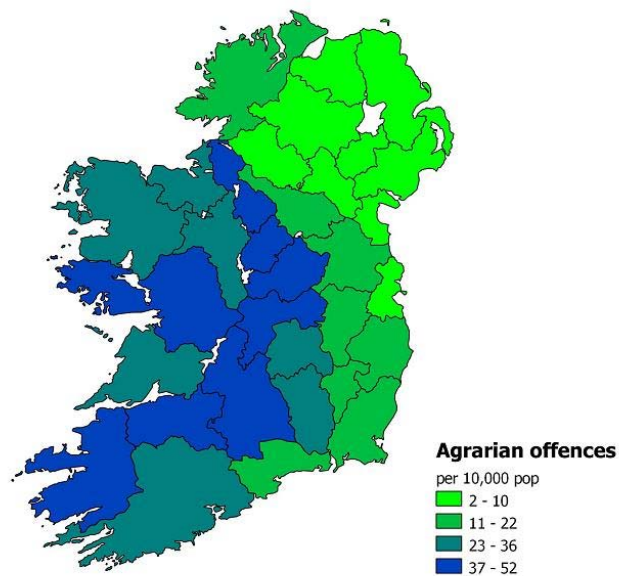 Agrarian offences
per 10,000 pop
2 - 10
11 - 22
23 - 36
37 - 52